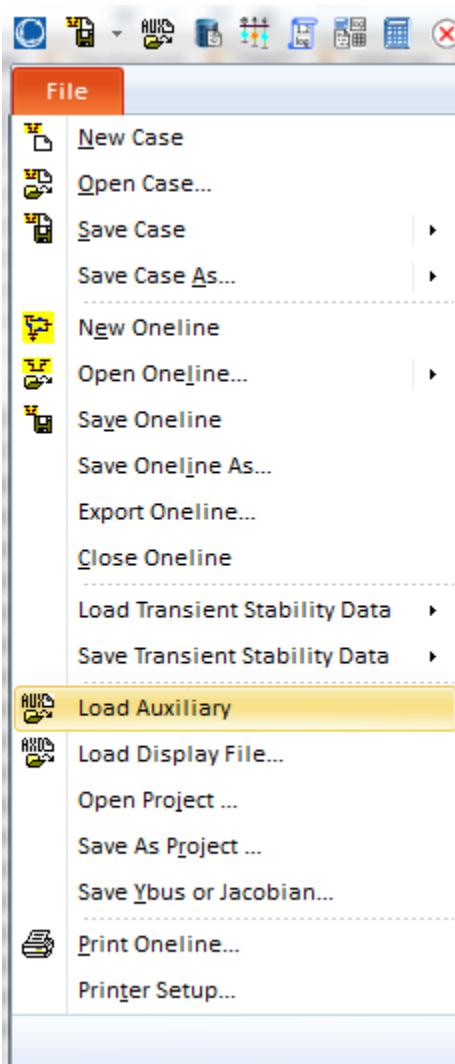 File
New Case
Open Case...
Save Case
Save Case As...
New Oneline
Open Oneline...
Save Oneline
Save Oneline As...
Export Oneline...
Close Oneline
Load Transient Stability Data
Save Transient Stability Data
AUX
Load Auxiliary
AXD
Load Display File...
Open Project ...
Save As Project ...
Save Ybus or Jacobian...
Print Oneline...
Printer Setup...